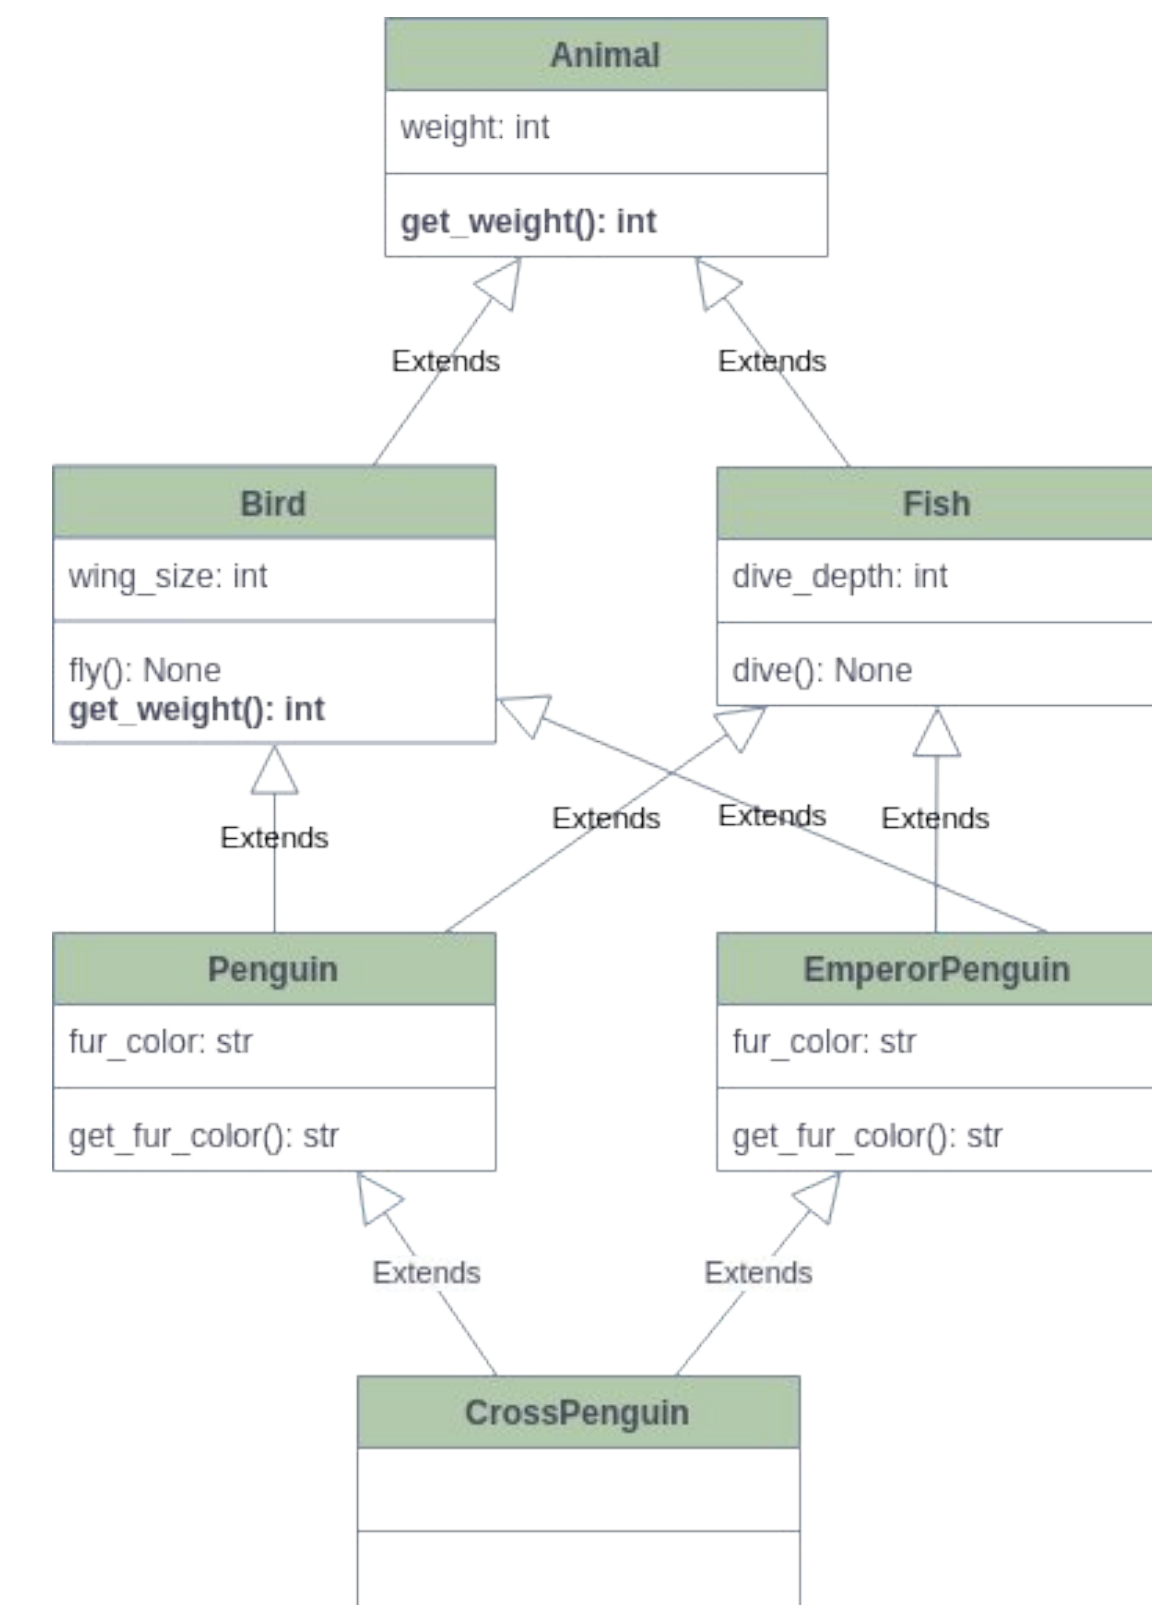 Animal
weight: int
get_weight(): int
Extends
Extends
Bird
wing_size: int
fly(): None
get_weight(): int
Fish
dive_depth: int
dive(): None
Extends
Extends
Extends
Extends
Penguin
fur_color: str
get_fur_color(): str
EmperorPenguin
fur_color: str
get_fur_color(): str
Extends
Extends
CrossPenguin